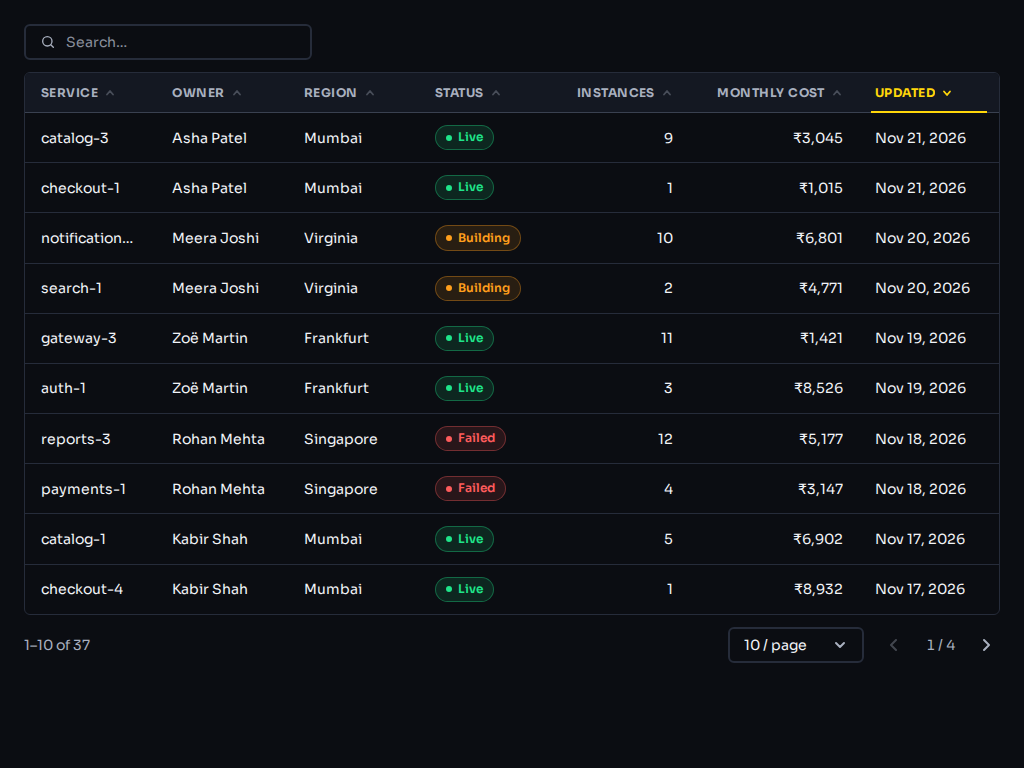 Search...
SERVICE OWNER REGION STATUS INSTANCES MONTHLY COST UPDATED
catalog-3 Asha Patel Mumbai Live 9 ₹3,045 Nov 21, 2026
checkout-1 Asha Patel Mumbai Live 1 ₹1,015 Nov 21, 2026
notification... Meera Joshi Virginia Building 10 ₹6,801 Nov 20, 2026
search-1 Meera Joshi Virginia Building 2 ₹4,771 Nov 20, 2026
gateway-3 Zoë Martin Frankfurt Live 11 ₹1,421 Nov 19, 2026
auth-1 Zoë Martin Frankfurt Live 3 ₹8,526 Nov 19, 2026
reports-3 Rohan Mehta Singapore Failed 12 ₹5,177 Nov 18, 2026
payments-1 Rohan Mehta Singapore Failed 4 ₹3,147 Nov 18, 2026
catalog-1 Kabir Shah Mumbai Live 5 ₹6,902 Nov 17, 2026
checkout-4 Kabir Shah Mumbai Live 1 ₹8,932 Nov 17, 2026
1–10 of 37 10 / page 1 / 4